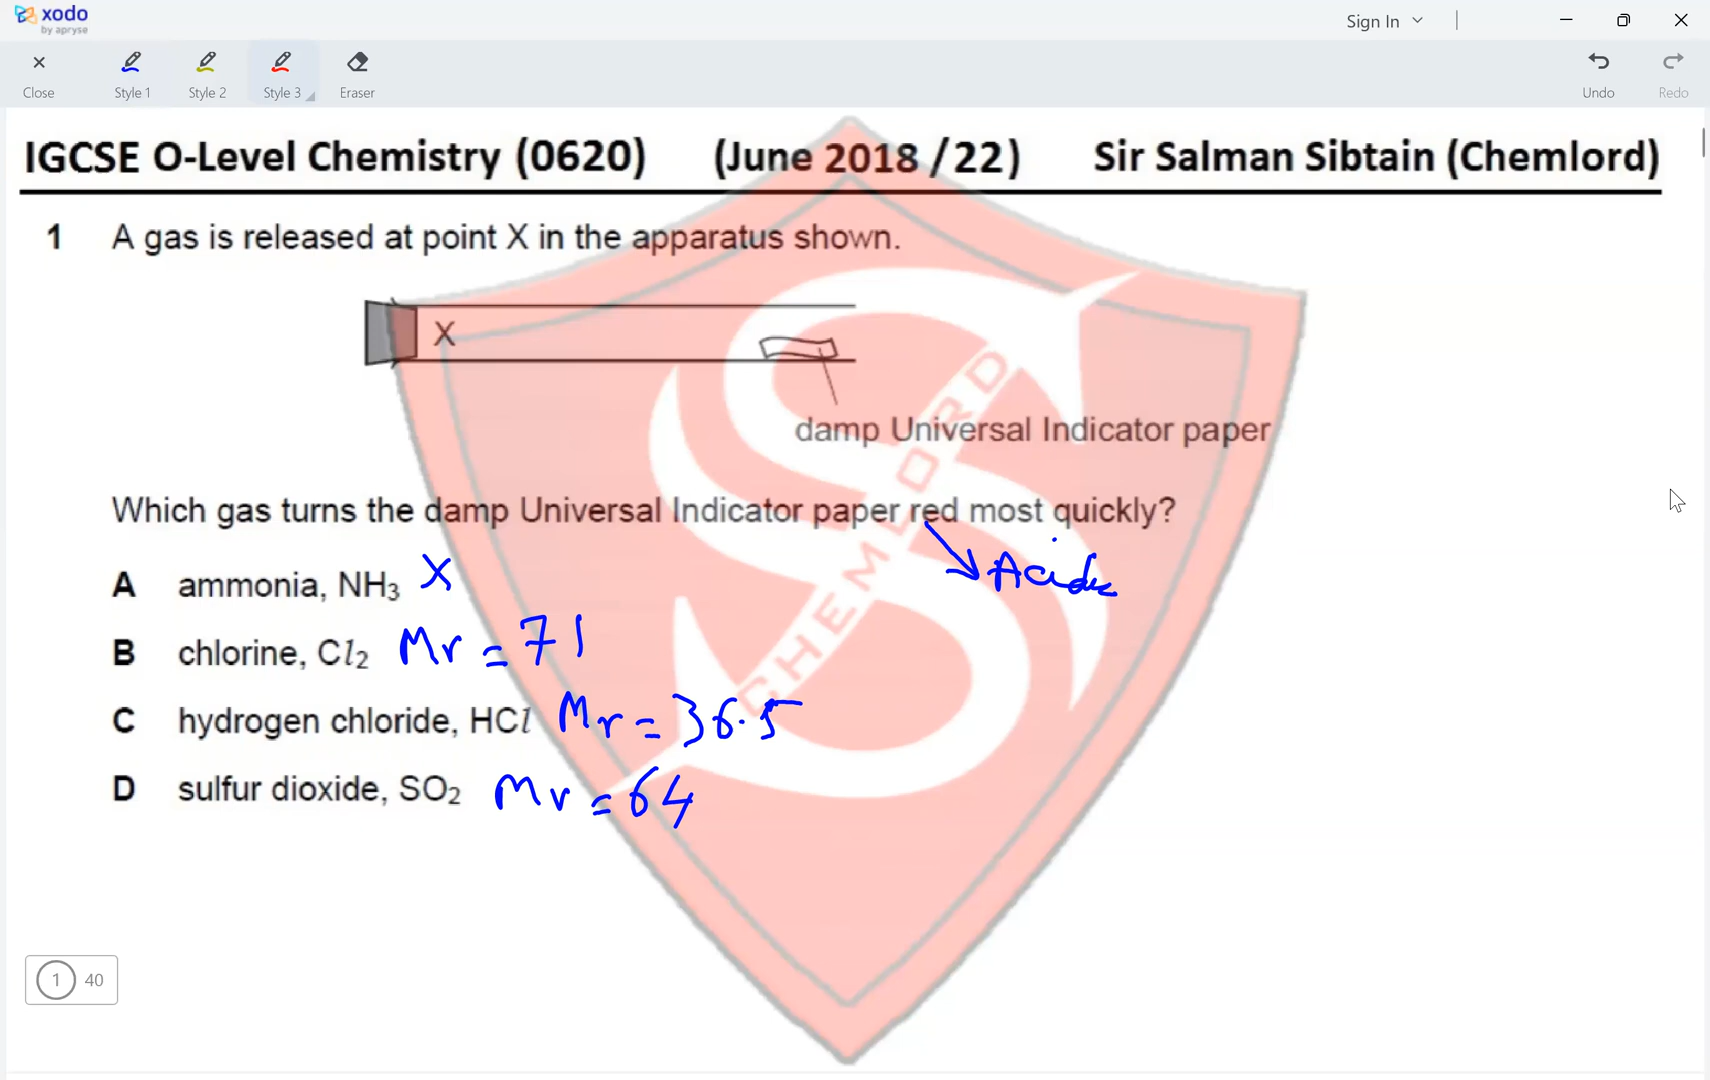 xodo
by apryse
Sign In
Close
Style 1
Style 2
Style 3
Eraser
Undo
Redo
IGCSE O-Level Chemistry (0620) (June 2018 /22) Sir Salman Sibtain (Chemlord)
1 A gas is released at point X in the apparatus shown.
X
damp Universal Indicator paper
Which gas turns the damp Universal Indicator paper red most quickly?
Acidic
A ammonia, NH3 X
B chlorine, Cl2 Mr = 71
C hydrogen chloride, HCl Mr = 36.5
D sulfur dioxide, SO2 Mr = 64
CHEMLORD
1 40